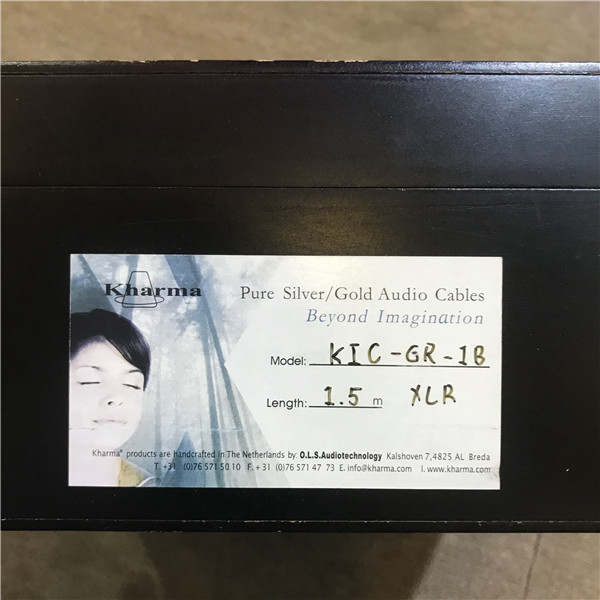 Kharma
Pure Silver/Gold Audio Cables
Beyond Imagination
Model: KIC-GR-1B
Length: 1.5 m XLR
Kharma® products are handcrafted in The Netherlands by: O.L.S.Audiotechnology Kalshoven 7,4825 AL Breda
T. +31 (0)76 571 50 10 F. + 31 (0)76 571 47 73 E. info@kharma.com I. www.kharma.com